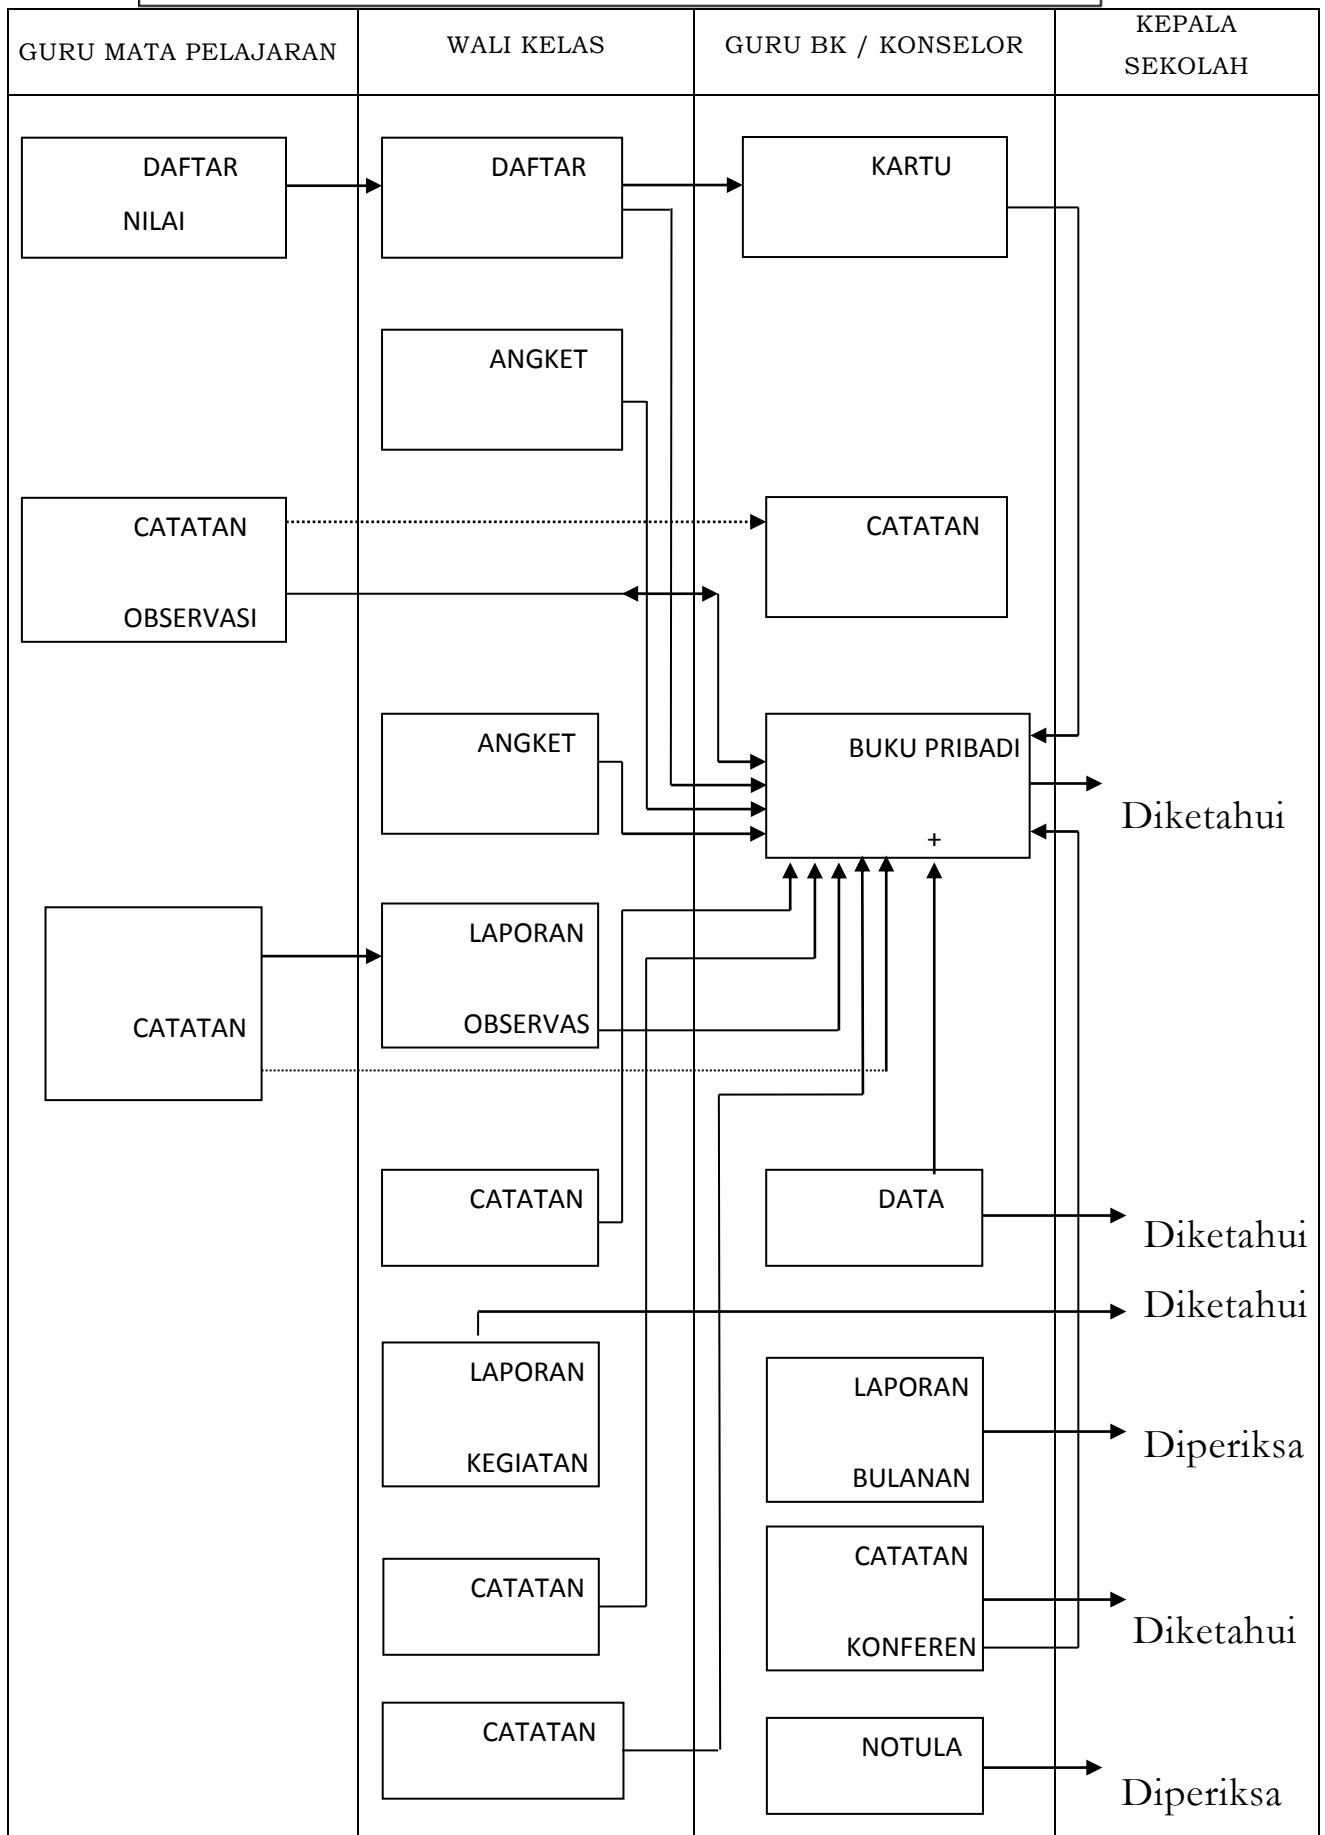 GURU MATA PELAJARAN
WALI KELAS
GURU BK / KONSELOR
KEPALA
SEKOLAH
DAFTAR
NILAI
DAFTAR
KARTU
ANGKET
CATATAN
OBSERVASI
CATATAN
ANGKET
BUKU PRIBADI
+
Diketahui
CATATAN
LAPORAN
OBSERVAS
CATATAN
DATA
Diketahui
Diketahui
LAPORAN
KEGIATAN
LAPORAN
BULANAN
Diperiksa
CATATAN
CATATAN
KONFEREN
Diketahui
CATATAN
NOTULA
Diperiksa